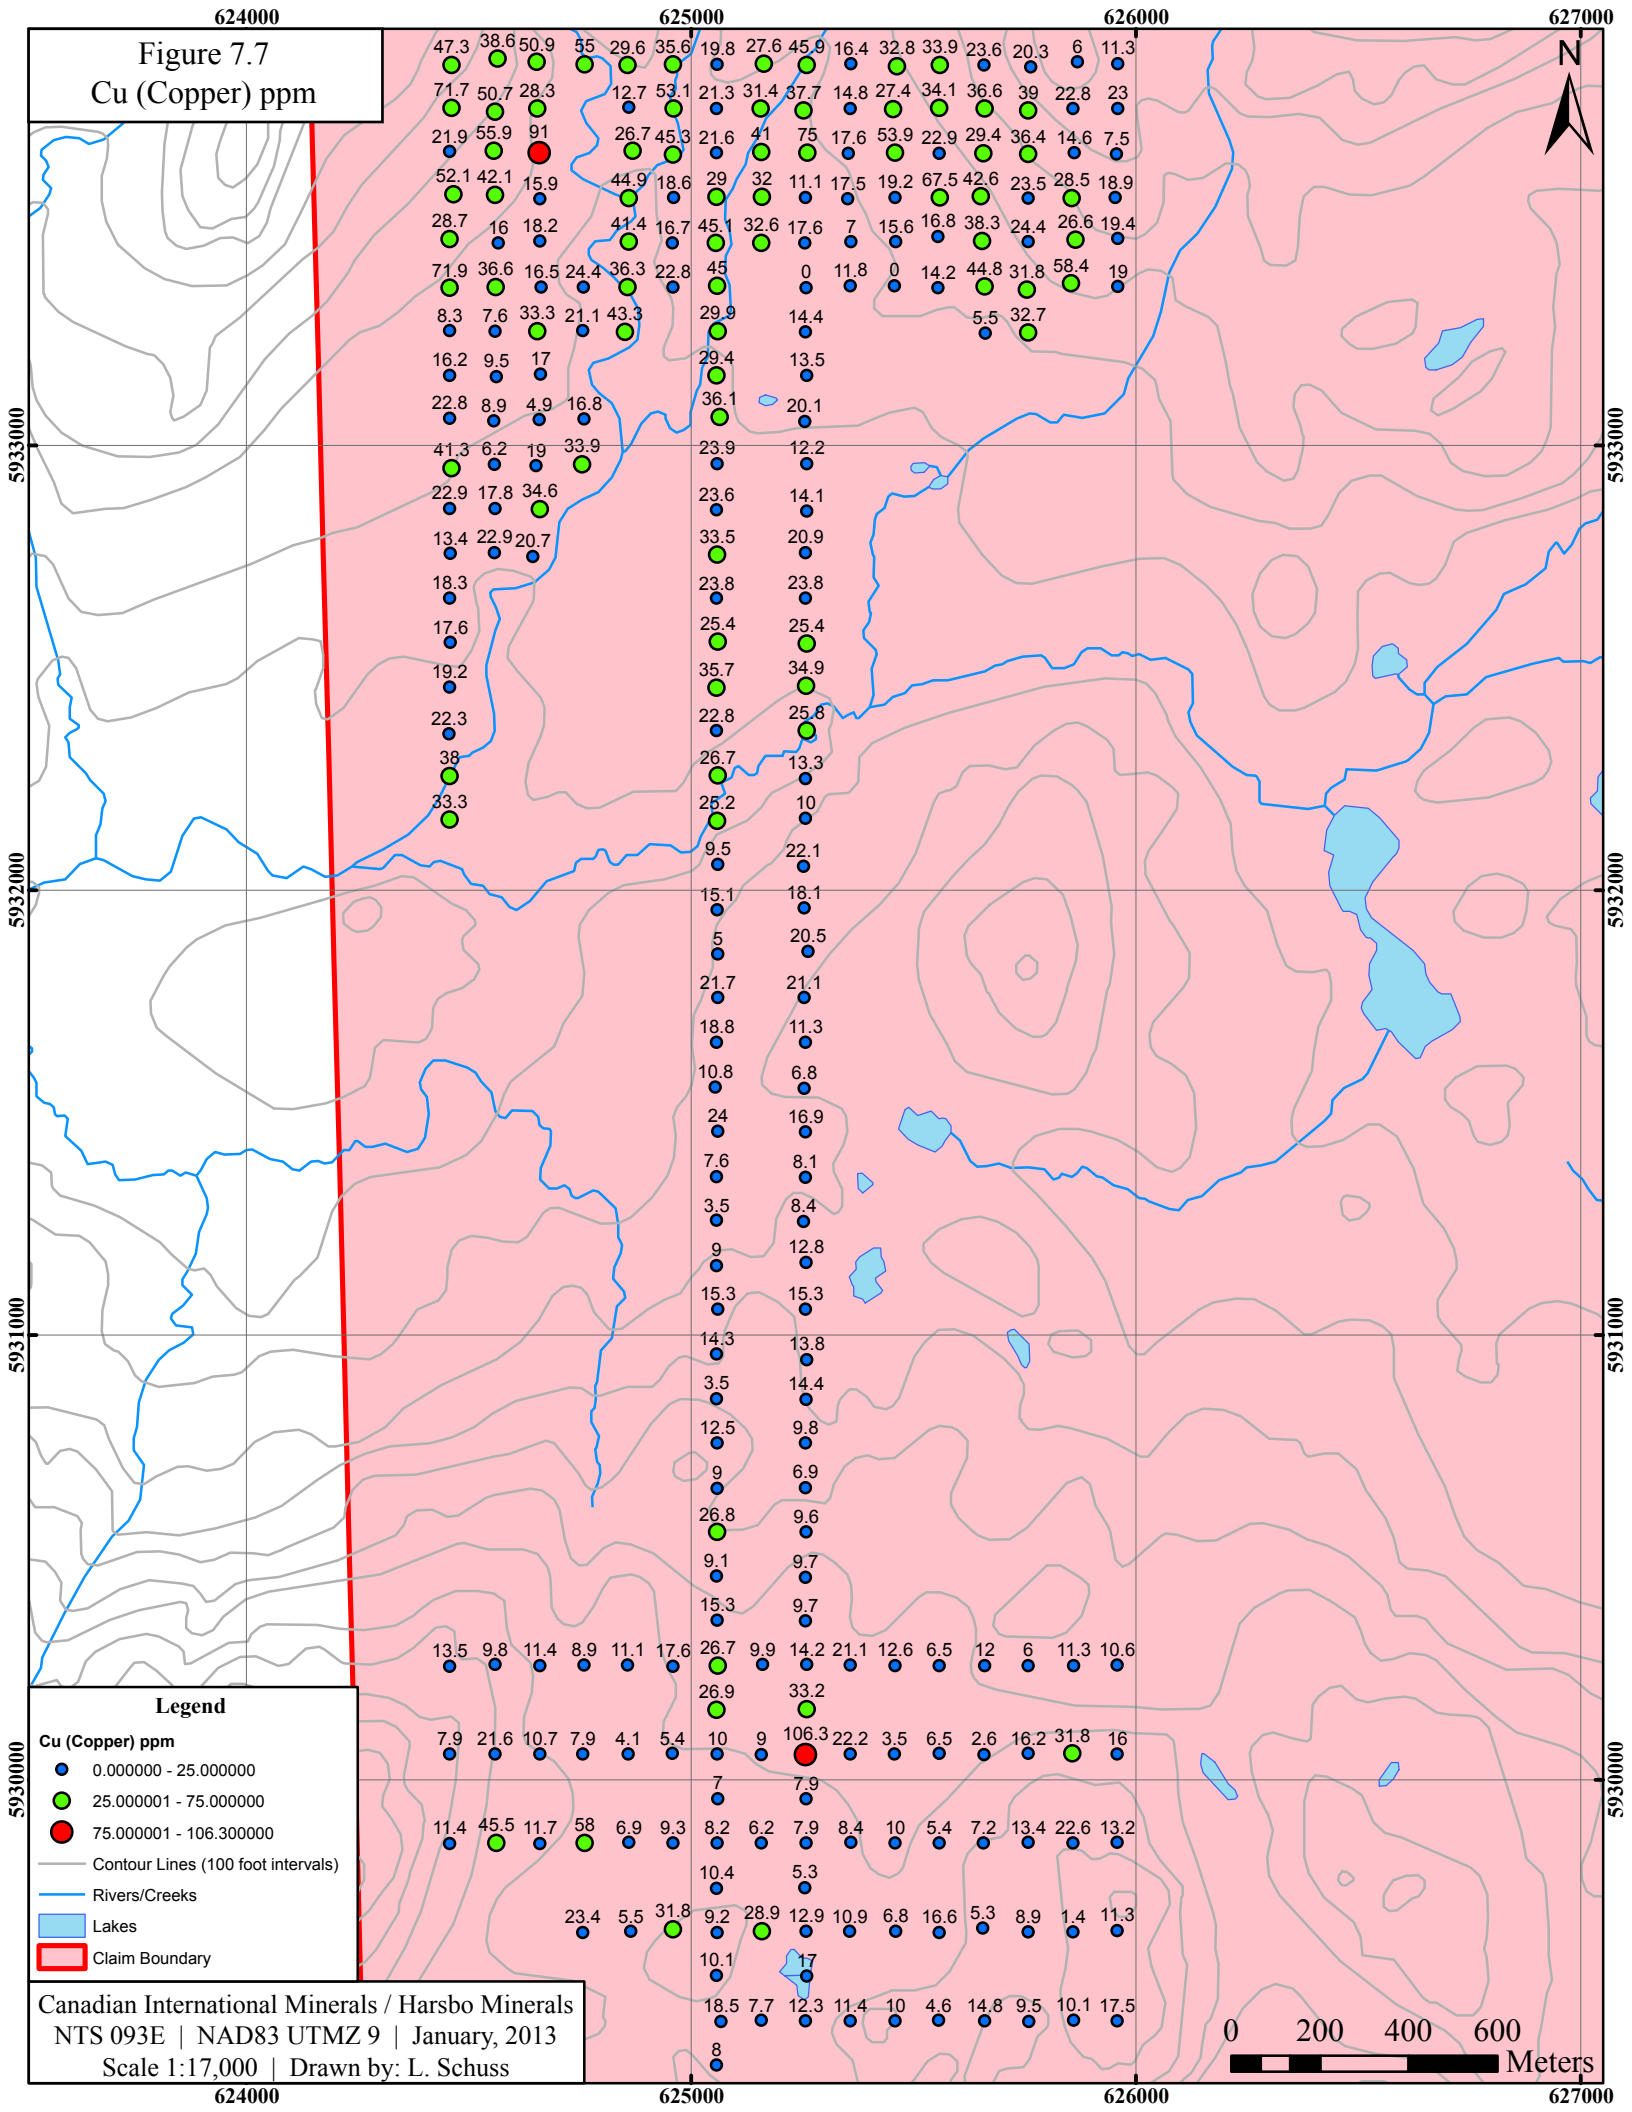 624000 625000 626000 627000
Figure 7.7
Cu (Copper) ppm
N
47.3 38.6 50.9 55 29.6 35.6 19.8 27.6 45.9 16.4 32.8 33.9 23.6 20.3 6 11.3
71.7 50.7 28.3 12.7 53.1 21.3 31.4 37.7 14.8 27.4 34.1 36.6 39 22.8 23
21.9 55.9 91 26.7 45.3 21.6 41 75 17.6 53.9 22.9 29.4 36.4 14.6 7.5
52.1 42.1 15.9 44.9 18.6 29 32 11.1 17.5 19.2 67.5 42.6 23.5 28.5 18.9
28.7 16 18.2 41.4 16.7 45.1 32.6 17.6 7 15.6 16.8 38.3 24.4 26.6 19.4
71.9 36.6 16.5 24.4 36.3 22.8 45 0 11.8 0 14.2 44.8 31.8 58.4 19
8.3 7.6 33.3 21.1 43.3 29.9 14.4 5.5 32.7
16.2 9.5 17 29.4 13.5
22.8 8.9 4.9 16.8 36.1 20.1
5933000 5933000
41.3 6.2 19 33.9 23.9 12.2
22.9 17.8 34.6 23.6 14.1
13.4 22.9 20.7 33.5 20.9
18.3 23.8 23.8
17.6 25.4 25.4
19.2 35.7 34.9
22.3 22.8 25.8
38 26.7 13.3
33.3 25.2 10
9.5 22.1
5932000 5932000
15.1 18.1
5 20.5
21.7 21.1
18.8 11.3
10.8 6.8
24 16.9
7.6 8.1
3.5 8.4
9 12.8
15.3 15.3
5931000 5931000
14.3 13.8
3.5 14.4
12.5 9.8
9 6.9
26.8 9.6
9.1 9.7
15.3 9.7
13.5 9.8 11.4 8.9 11.1 17.6 26.7 9.9 14.2 21.1 12.6 6.5 12 6 11.3 10.6
26.9 33.2
7.9 21.6 10.7 7.9 4.1 5.4 10 9 106.3 22.2 3.5 6.5 2.6 16.2 31.8 16
5930000 5930000
7 7.9
11.4 45.5 11.7 58 6.9 9.3 8.2 6.2 7.9 8.4 10 5.4 7.2 13.4 22.6 13.2
10.4 5.3
23.4 5.5 31.8 9.2 28.9 12.9 10.9 6.8 16.6 5.3 8.9 1.4 11.3
10.1 17
18.5 7.7 12.3 11.4 10 4.6 14.8 9.5 10.1 17.5
8
Legend
Cu (Copper) ppm
0.000000 - 25.000000
25.000001 - 75.000000
75.000001 - 106.300000
Contour Lines (100 foot intervals)
Rivers/Creeks
Lakes
Claim Boundary
Canadian International Minerals / Harsbo Minerals
NTS 093E | NAD83 UTMZ 9 | January, 2013
Scale 1:17,000 | Drawn by: L. Schuss
0 200 400 600
Meters
624000 625000 626000 627000